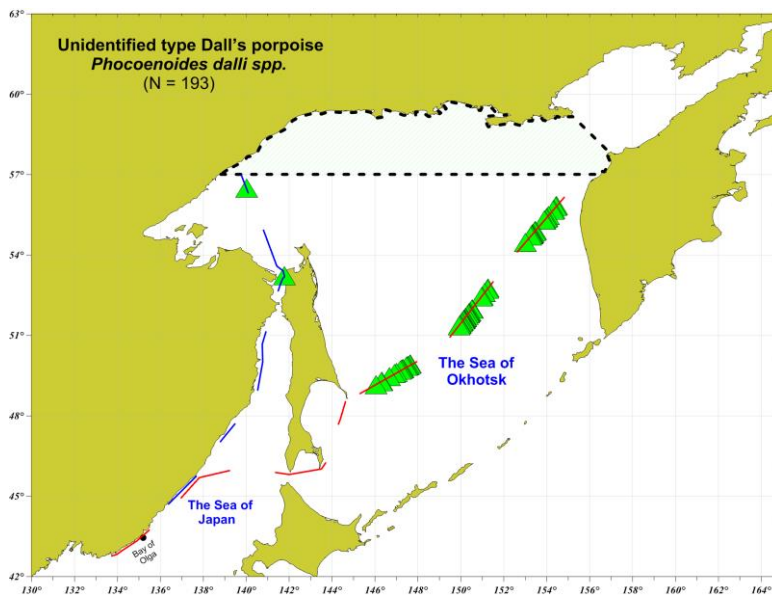 63°
Unidentified type Dall's porpoise
Phocoenoides dalli spp.
(N = 193)
60°
57°
54°
51°
The Sea of
Okhotsk
48°
45°
The Sea of
Japan
Bay of
Olga
42°
130° 132° 134° 135° 136° 138° 140° 142° 144° 146° 148° 150° 152° 154° 156° 158° 160° 162° 164°